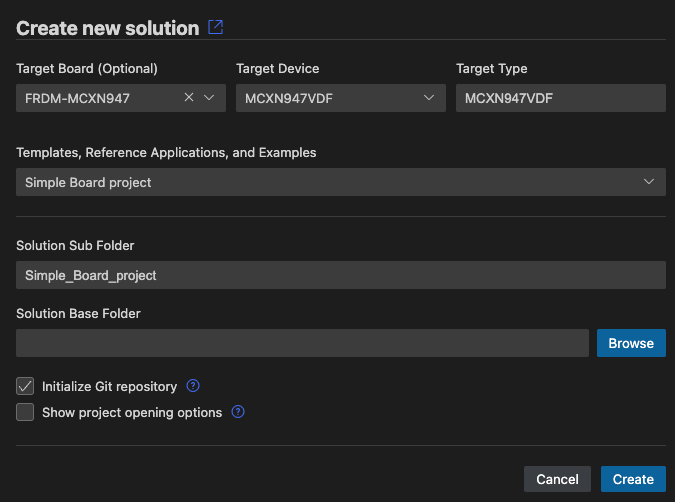 Create new solution
Target Board (Optional) Target Device Target Type
FRDM-MCXN947 MCXN947VDF MCXN947VDF
Templates, Reference Applications, and Examples
Simple Board project
Solution Sub Folder
Simple_Board_project
Solution Base Folder
Browse
Initialize Git repository ?
Show project opening options ?
Cancel Create